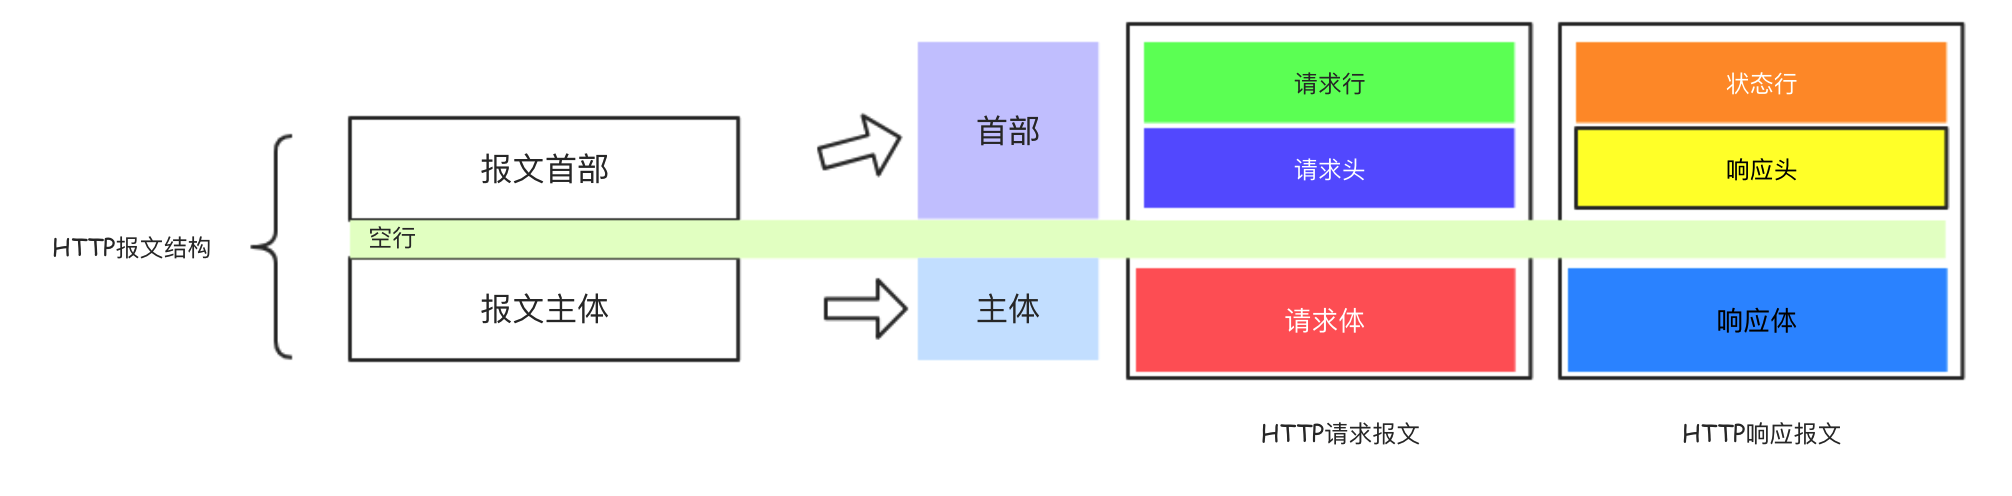 HTTP报文结构
报文首部
空行
报文主体
首部
主体
请求行
请求头
请求体
HTTP请求报文
状态行
响应头
响应体
HTTP响应报文